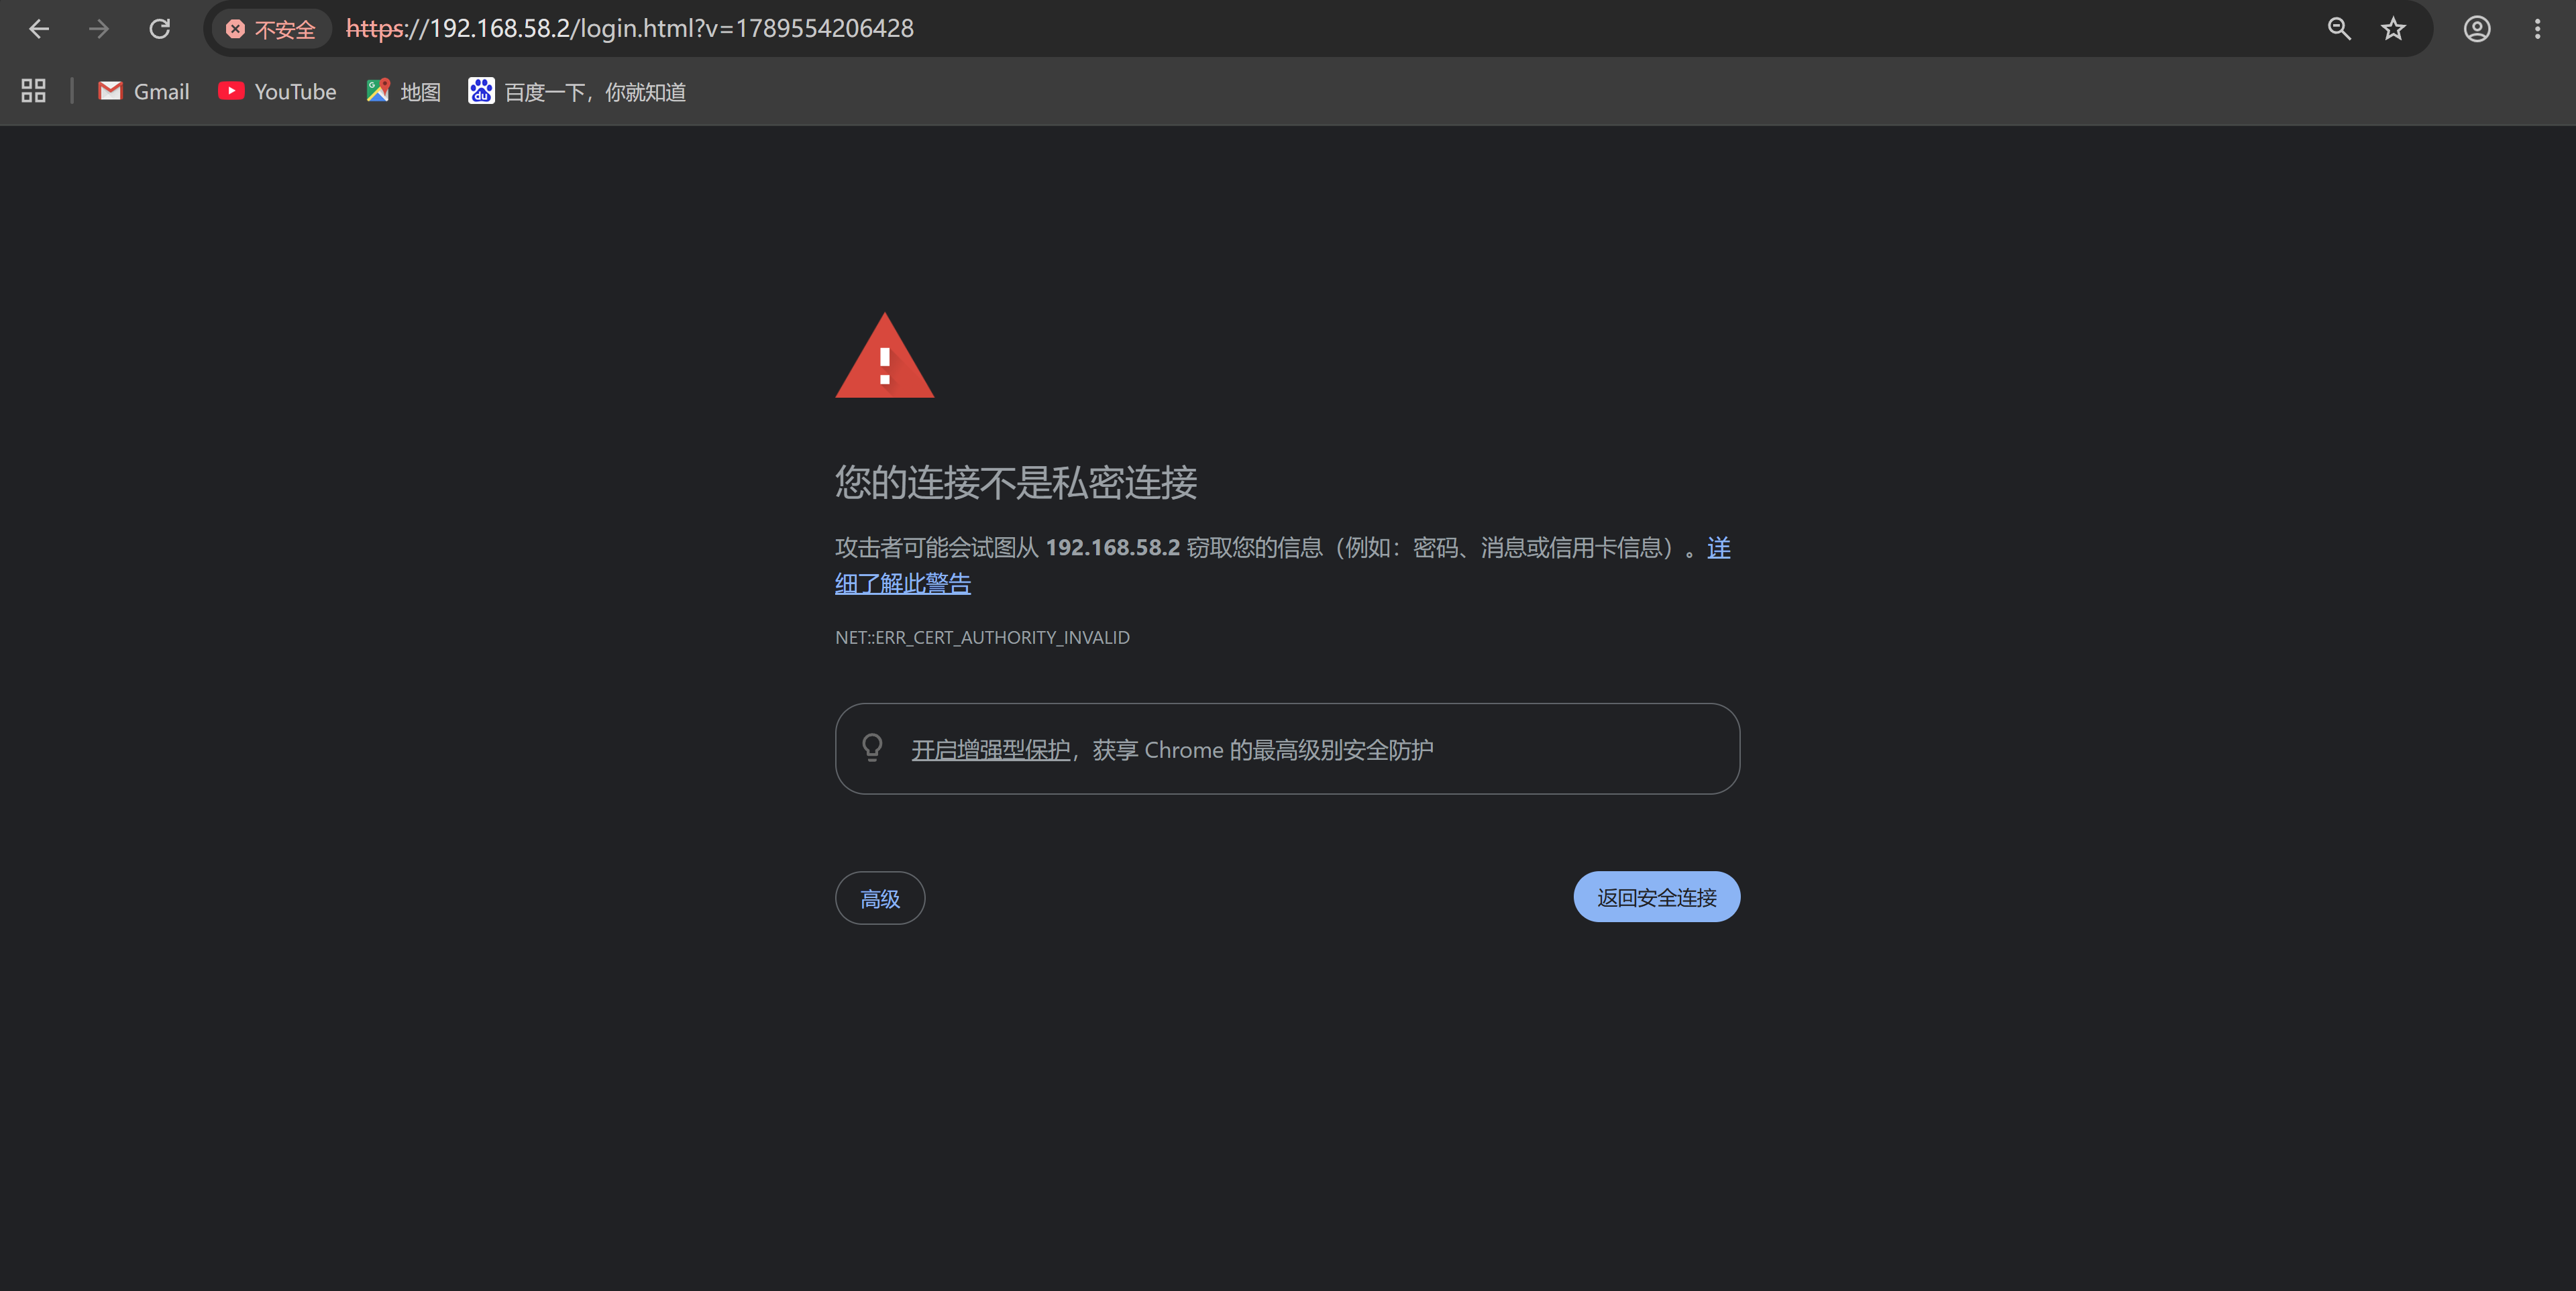 不安全 https://192.168.58.2/login.html?v=1789554206428
Gmail YouTube 地图 du 百度一下，你就知道
您的连接不是私密连接
攻击者可能会试图从 192.168.58.2 窃取您的信息（例如：密码、消息或信用卡信息）。详
细了解此警告
NET::ERR_CERT_AUTHORITY_INVALID
开启增强型保护，获享 Chrome 的最高级别安全防护
高级 返回安全连接